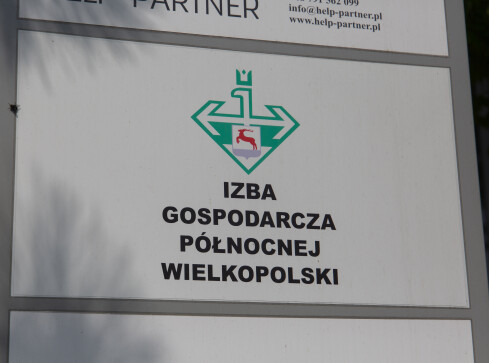 PARTNER
info@help-partner.pl
www.help-partner.pl
IZBA
GOSPODARCZA
PÓŁNOCNEJ
WIELKOPOLSKI